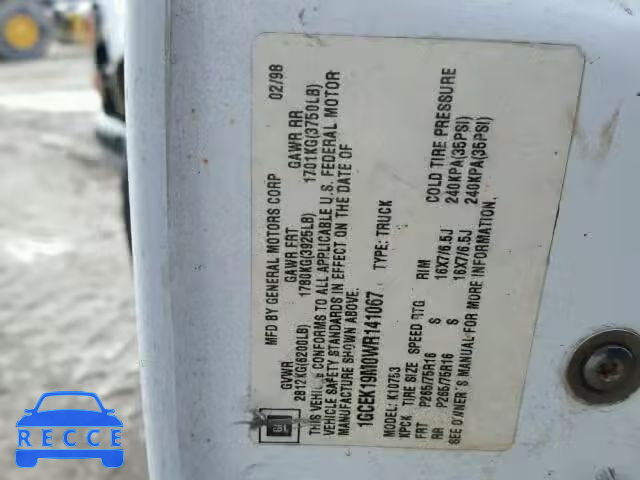 MFD BY GENERAL MOTORS CORP 02/98
GVWR GAWR FRT GAWR RR
2812KG(6200LB) 1780KG(3925LB) 1701KG(3750LB)
THIS VEHICLE CONFORMS TO ALL APPLICABLE U.S. FEDERAL MOTOR
VEHICLE SAFETY STANDARDS IN EFFECT ON THE DATE OF
MANUFACTURE SHOWN ABOVE.
1GCEK19M0WR141067 TYPE: TRUCK
MODEL: K10753
XPCK TIRE SIZE SPEED RTG RIM COLD TIRE PRESSURE
FRT P265/75R16 S 16X7/6.5J 240KPA(35PSI)
RR P265/75R16 S 16X7/6.5J 240KPA(35PSI)
SEE OWNER'S MANUAL FOR MORE INFORMATION.
RECCE